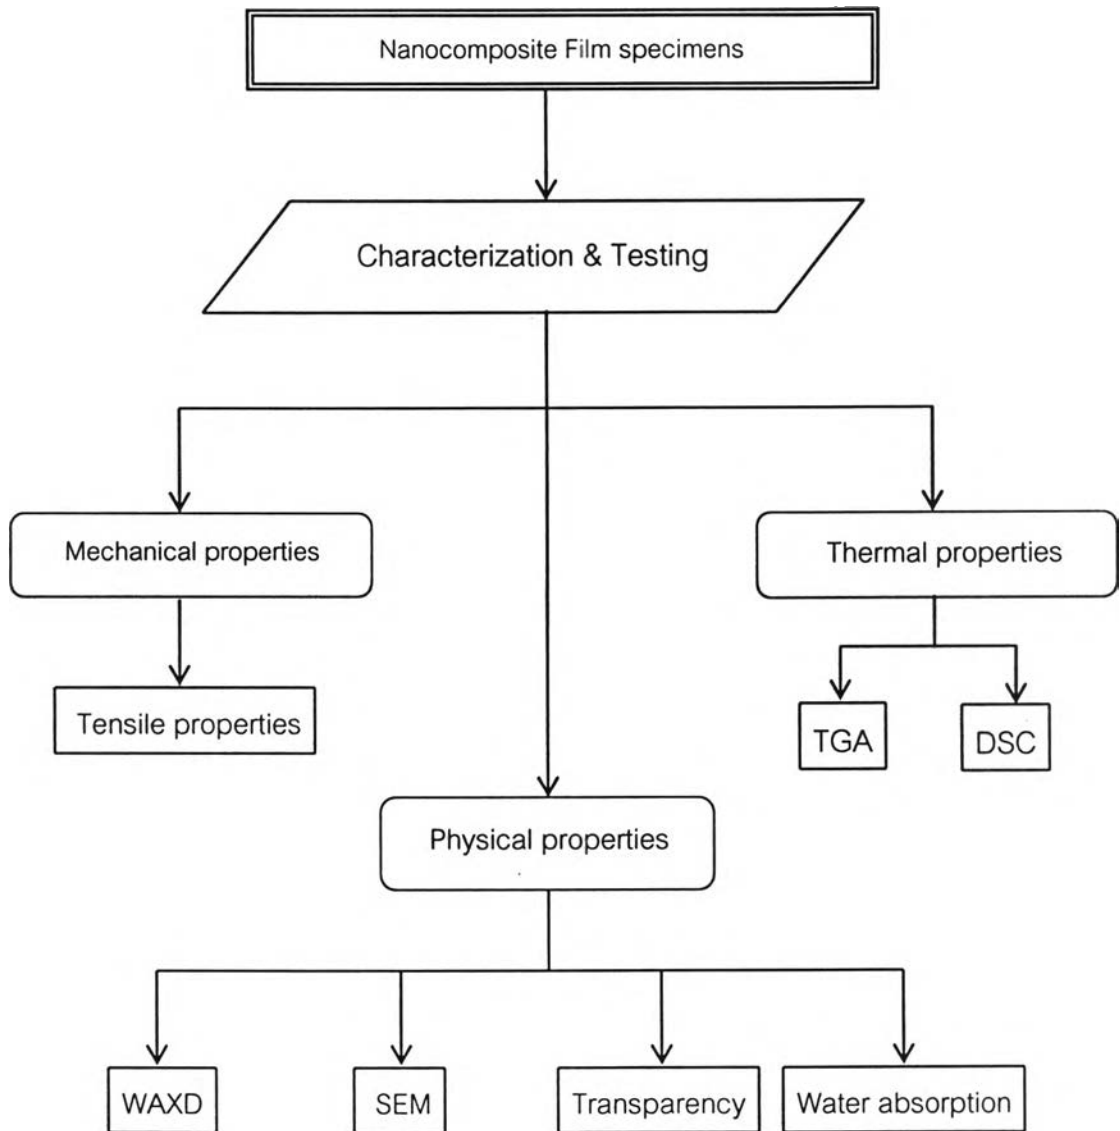 Nanocomposite Film specimens
Characterization & Testing
Mechanical properties
Thermal properties
Tensile properties
TGA
DSC
Physical properties
WAXD
SEM
Transparency
Water absorption